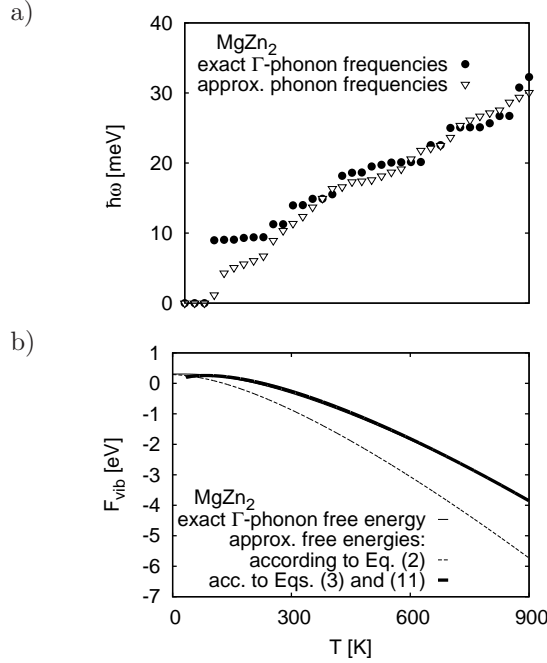 a)
MgZn₂
exact Γ-phonon frequencies
approx. phonon frequencies
40
30
20
10
0
ħω [meV]
b)
1
0
-1
-2
-3
-4
-5
-6
-7
F_vib [eV]
MgZn₂
exact Γ-phonon free energy
approx. free energies:
according to Eq. (2)
acc. to Eqs. (3) and (11)
0 300 600 900
T [K]